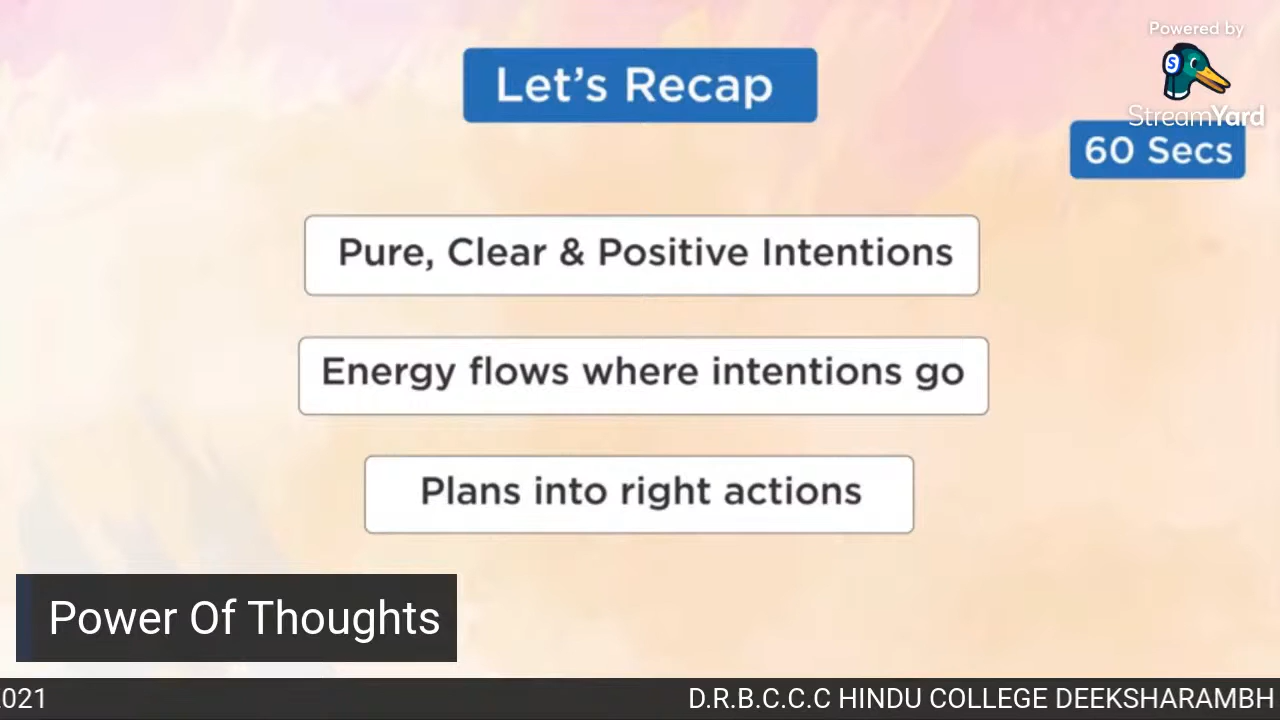 Powered by
StreamYard
Let's Recap
60 Secs
Pure, Clear & Positive Intentions
Energy flows where intentions go
Plans into right actions
Power Of Thoughts
D.R.B.C.C.C HINDU COLLEGE DEEKSHARAMBH